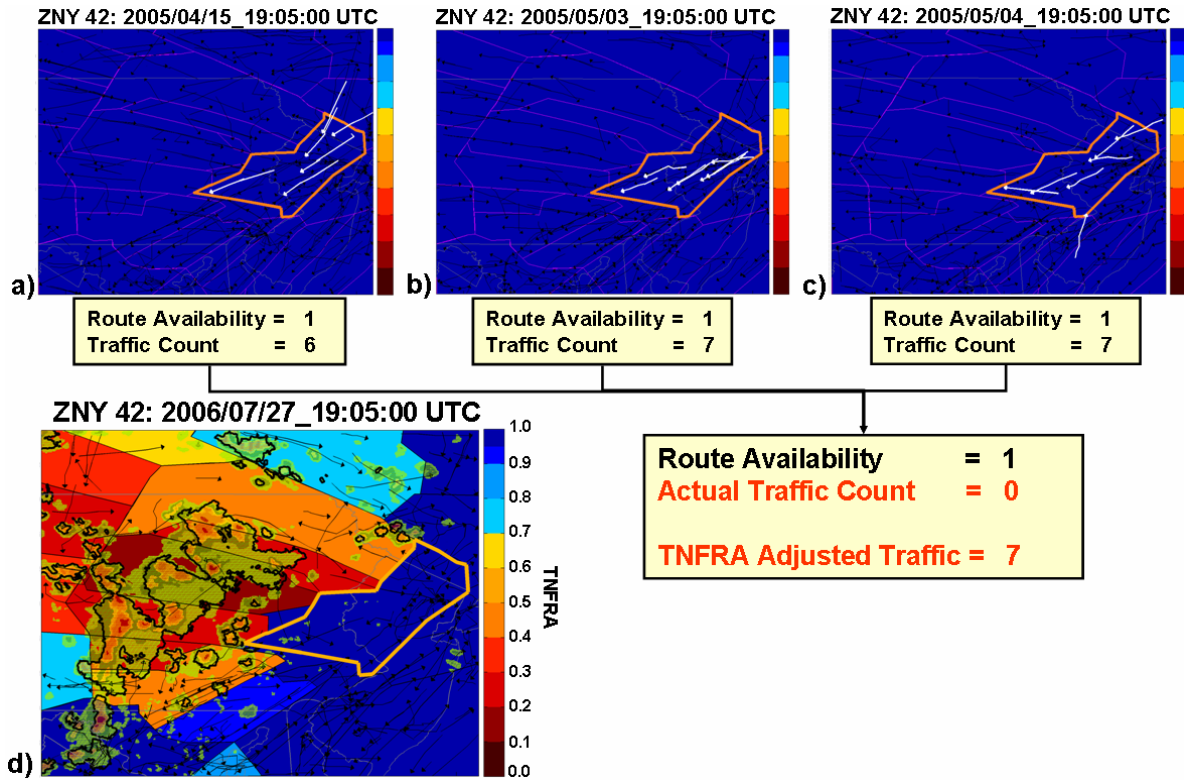 ZNY 42: 2005/04/15_19:05:00 UTC
ZNY 42: 2005/05/03_19:05:00 UTC
ZNY 42: 2005/05/04_19:05:00 UTC
a)
b)
c)
Route Availability = 1
Traffic Count = 6
Route Availability = 1
Traffic Count = 7
Route Availability = 1
Traffic Count = 7
ZNY 42: 2006/07/27_19:05:00 UTC
1.0
0.9
0.8
0.7
0.6
0.5
0.4
0.3
0.2
0.1
0.0
TNFRA
d)
Route Availability = 1
Actual Traffic Count = 0
TNFRA Adjusted Traffic = 7